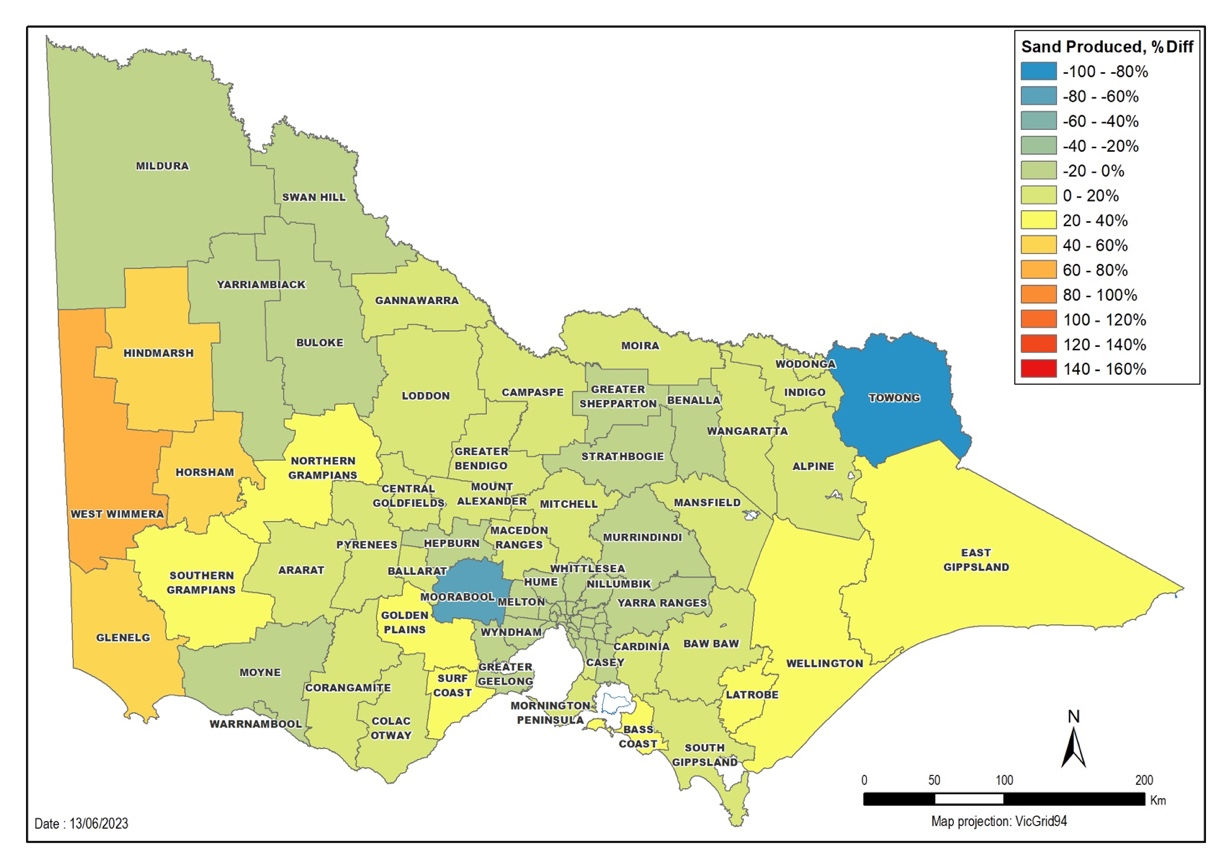 Sand Produced, %Diff
-100 - -80%
-80 - -60%
-60 - -40%
-40 - -20%
-20 - 0%
0 - 20%
20 - 40%
40 - 60%
60 - 80%
80 - 100%
100 - 120%
120 - 140%
140 - 160%
MILDURA
SWAN HILL
YARRIAMBIACK
GANNAWARRA
BULOKE
HINDMARSH
MOIRA
WODONGA
LODDON
CAMPASPE
GREATER
SHEPPARTON
BENALLA
INDIGO
TOWONG
WANGARATTA
GREATER
BENDIGO
STRATHBOGIE
ALPINE
HORSHAM
NORTHERN
GRAMPIANS
CENTRAL
GOLDFIELDS
MOUNT
ALEXANDER
MITCHELL
MANSFIELD
WEST WIMMERA
PYRENEES
HEPBURN
MACEDON
RANGES
MURRINDINDI
EAST
GIPPSLAND
SOUTHERN
GRAMPIANS
ARARAT
BALLARAT
WHITTLESEA
HUME
NILLUMBIK
MOORABOOL
MELTON
YARRA RANGES
GLENELG
GOLDEN
PLAINS
WYNDHAM
CARDINIA
BAW BAW
MOYNE
GREATER
GEELONG
CASEY
WELLINGTON
CORANGAMITE
SURF
COAST
LATROBE
WARRNAMBOOL
COLAC
OTWAY
MORNINGTON
PENINSULA
BASS
COAST
SOUTH
GIPPSLAND
N
0 50 100 200
Km
Map projection: VicGrid94
Date : 13/06/2023